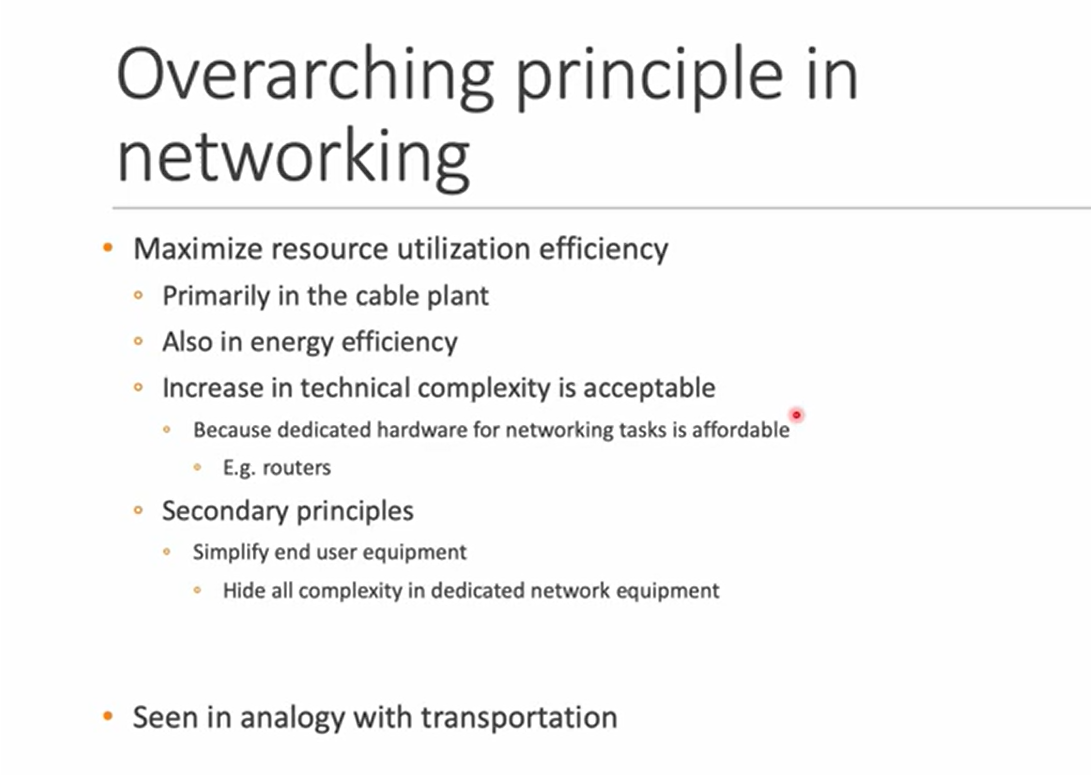 Overarching principle in
networking
Maximize resource utilization efficiency
Primarily in the cable plant
Also in energy efficiency
Increase in technical complexity is acceptable
Because dedicated hardware for networking tasks is affordable
E.g. routers
Secondary principles
Simplify end user equipment
Hide all complexity in dedicated network equipment
Seen in analogy with transportation